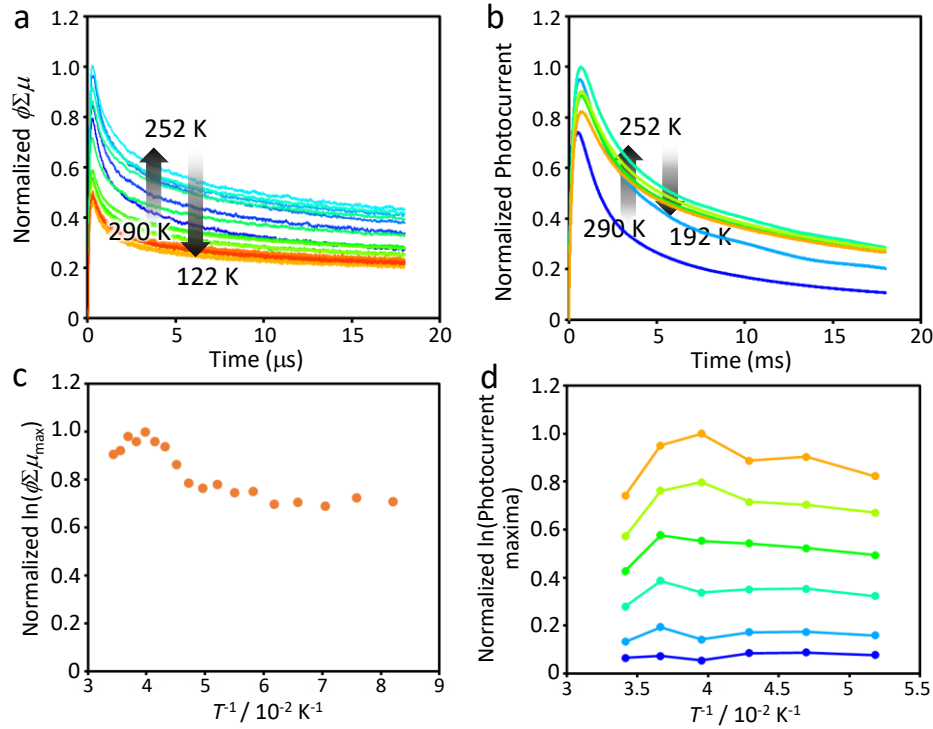 a
Normalized ϕΣμ
1.2
1.0
0.8
0.6
0.4
0.2
0
252 K
290 K
122 K
0 5 10 15 20
Time (μs)
b
Normalized Photocurrent
1.2
1.0
0.8
0.6
0.4
0.2
0
252 K
290 K
192 K
0 5 10 15 20
Time (ms)
c
Normalized ln(ϕΣμmax)
1.2
1.0
0.8
0.6
0.4
0.2
0
3 4 5 6 7 8 9
T-1 / 10-2 K-1
d
Normalized ln(Photocurrent
maxima)
1.2
1.0
0.8
0.6
0.4
0.2
0
3 3.5 4 4.5 5 5.5
T-1 / 10-2 K-1